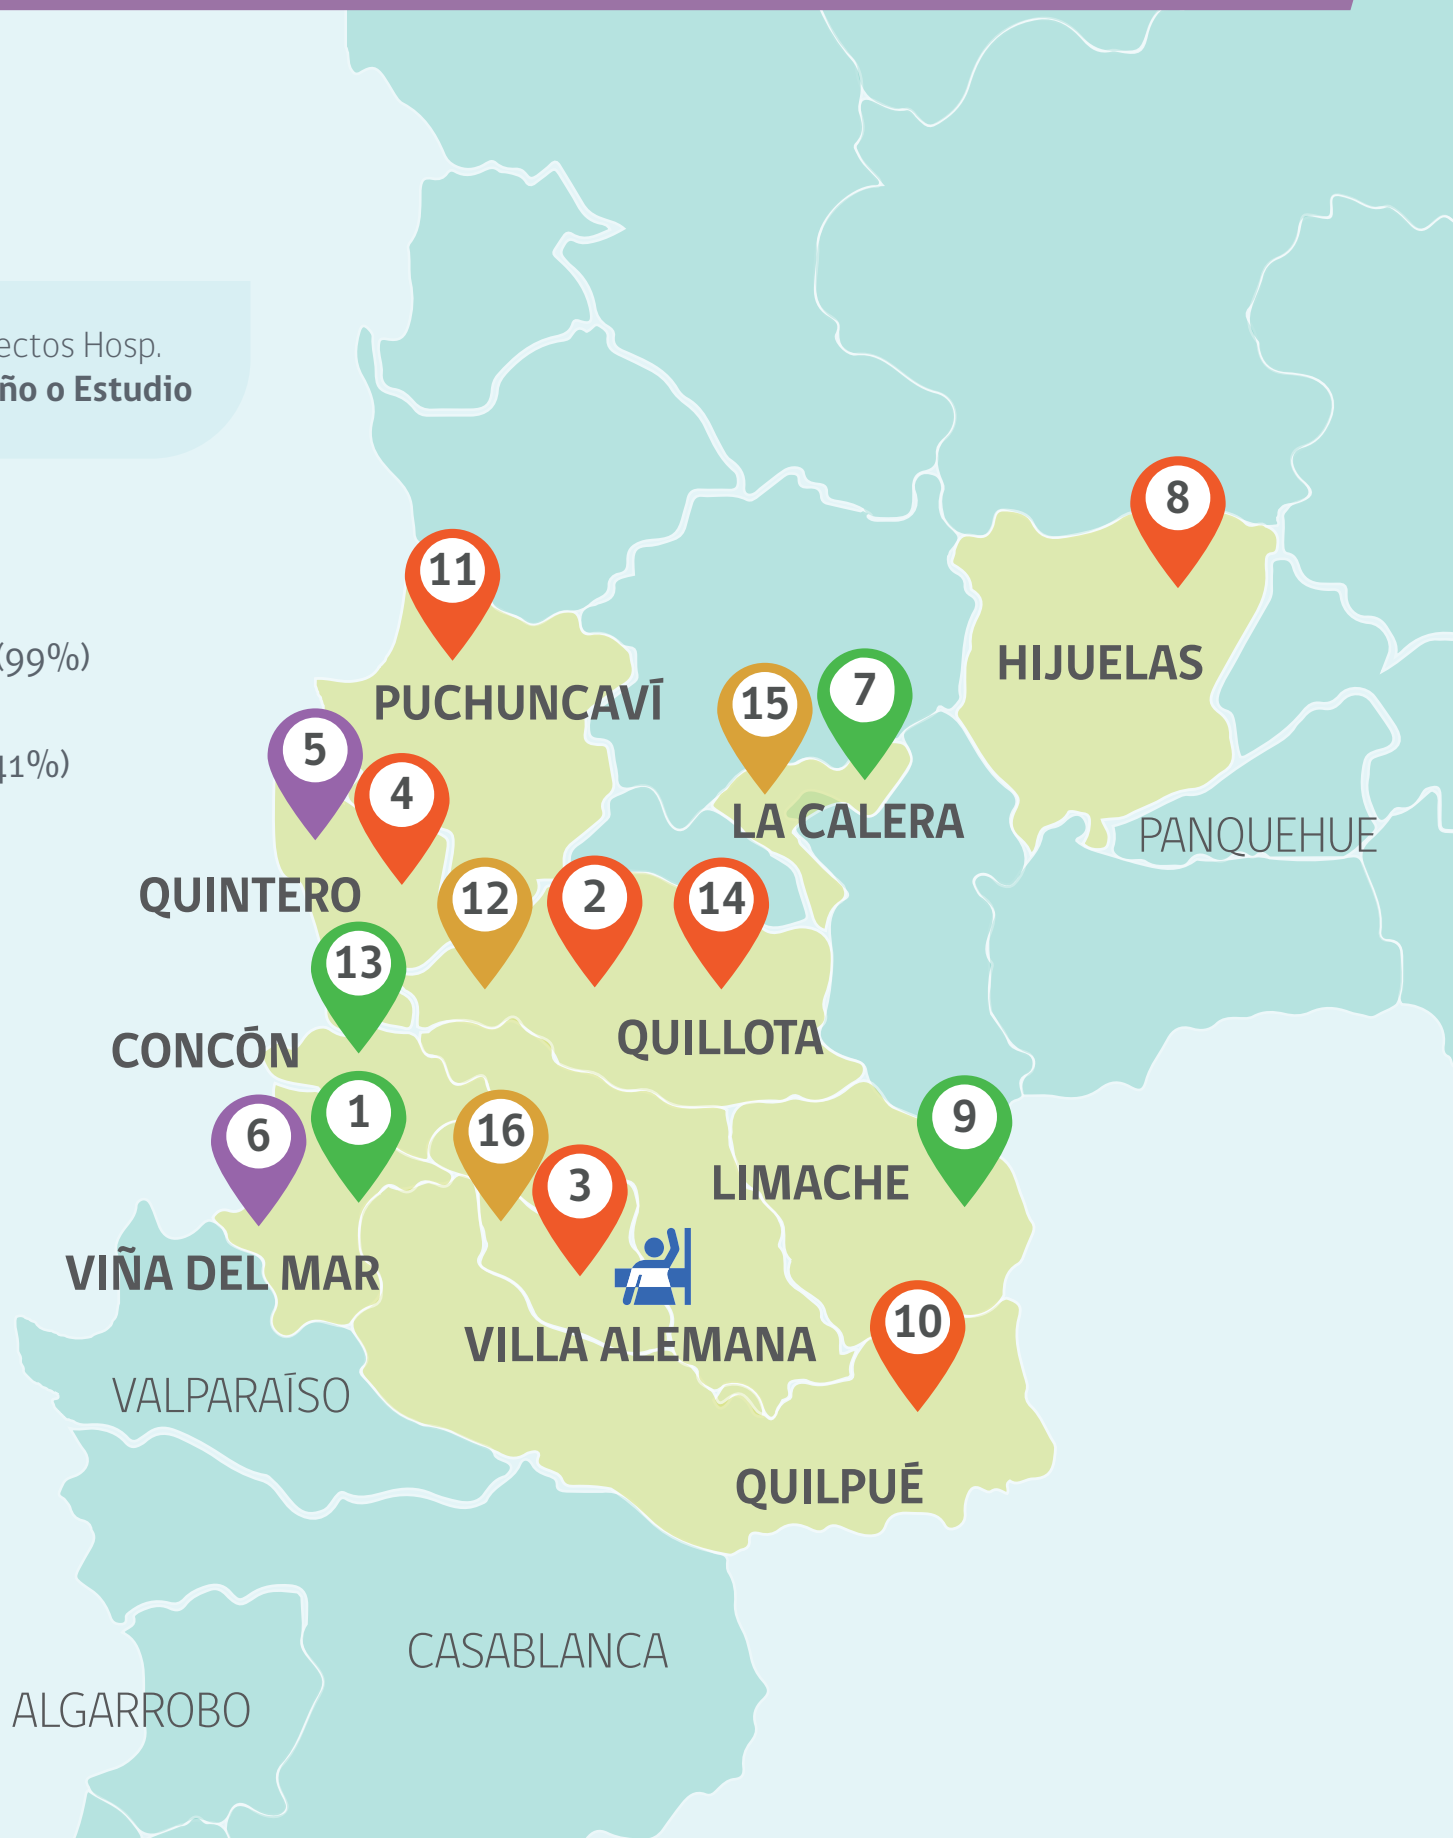 ectos Hosp.
ño o Estudio
8
11
(99%)
HIJUELAS
PUCHUNCAVÍ
15
7
5
4
41%)
LA CALERA
PANQUEHUE
QUINTERO
12
2
14
13
CONCÓN
QUILLOTA
6
1
16
9
3
LIMACHE
VIÑA DEL MAR
10
VILLA ALEMANA
VALPARAÍSO
QUILPUÉ
CASABLANCA
ALGARROBO